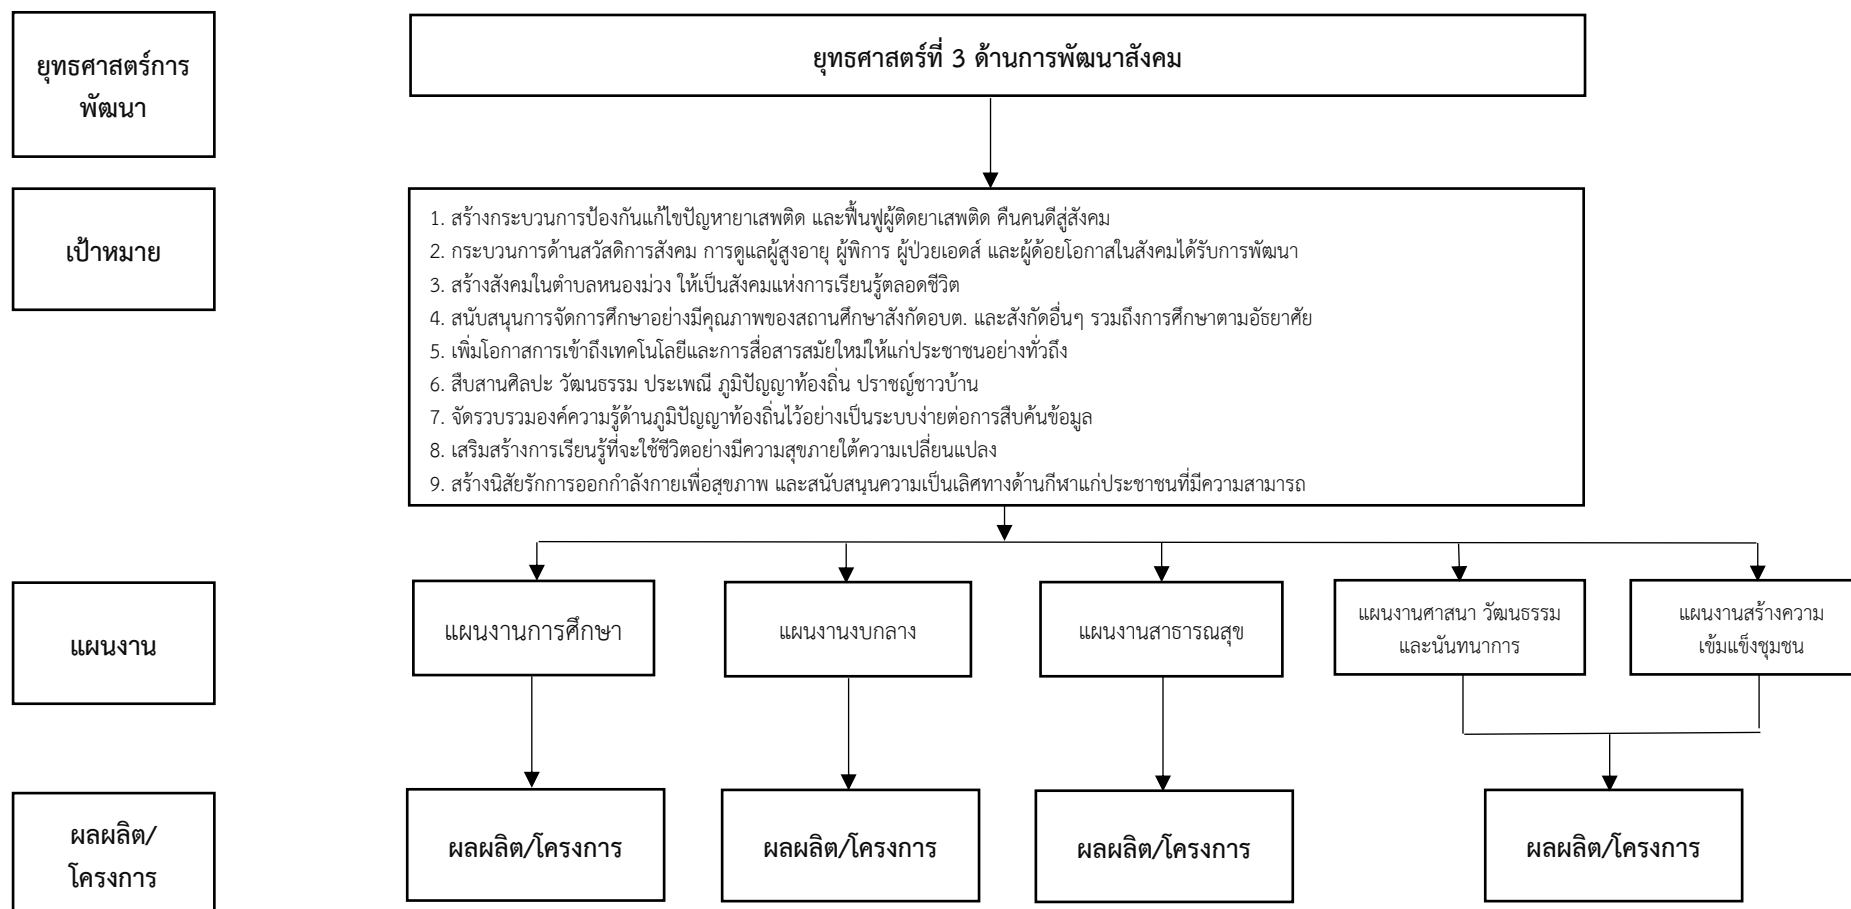 ยุทธศาสตร์การ
พัฒนา
ยุทธศาสตร์ที่ 3 ด้านการพัฒนาสังคม
เป้าหมาย
1. สร้างกระบวนการป้องกันแก้ไขปัญหายาเสพติด และฟื้นฟูผู้ติดยาเสพติด คืนคนดีสู่สังคม
2. กระบวนการด้านสวัสดิการสังคม การดูแลผู้สูงอายุ ผู้พิการ ผู้ป่วยเอดส์ และผู้ด้อยโอกาสในสังคมได้รับการพัฒนา
3. สร้างสังคมในตำบลหนองม่วง ให้เป็นสังคมแห่งการเรียนรู้ตลอดชีวิต
4. สนับสนุนการจัดการศึกษาอย่างมีคุณภาพของสถานศึกษาสังกัดอบต. และสังกัดอื่นๆ รวมถึงการศึกษาตามอัธยาศัย
5. เพิ่มโอกาสการเข้าถึงเทคโนโลยีและการสื่อสารสมัยใหม่ให้แก่ประชาชนอย่างทั่วถึง
6. สืบสานศิลปะ วัฒนธรรม ประเพณี ภูมิปัญญาท้องถิ่น ปราชญ์ชาวบ้าน
7. จัดรวบรวมองค์ความรู้ด้านภูมิปัญญาท้องถิ่นไว้อย่างเป็นระบบง่ายต่อการสืบค้นข้อมูล
8. เสริมสร้างการเรียนรู้ที่จะใช้ชีวิตอย่างมีความสุขภายใต้ความเปลี่ยนแปลง
9. สร้างนิสัยรักการออกกำลังกายเพื่อสุขภาพ และสนับสนุนความเป็นเลิศทางด้านกีฬาแก่ประชาชนที่มีความสามารถ
แผนงาน
แผนงานการศึกษา
แผนงานงบกลาง
แผนงานสาธารณสุข
แผนงานศาสนา วัฒนธรรม
และนันทนาการ
แผนงานสร้างความ
เข้มแข็งชุมชน
ผลผลิต/
โครงการ
ผลผลิต/โครงการ
ผลผลิต/โครงการ
ผลผลิต/โครงการ
ผลผลิต/โครงการ